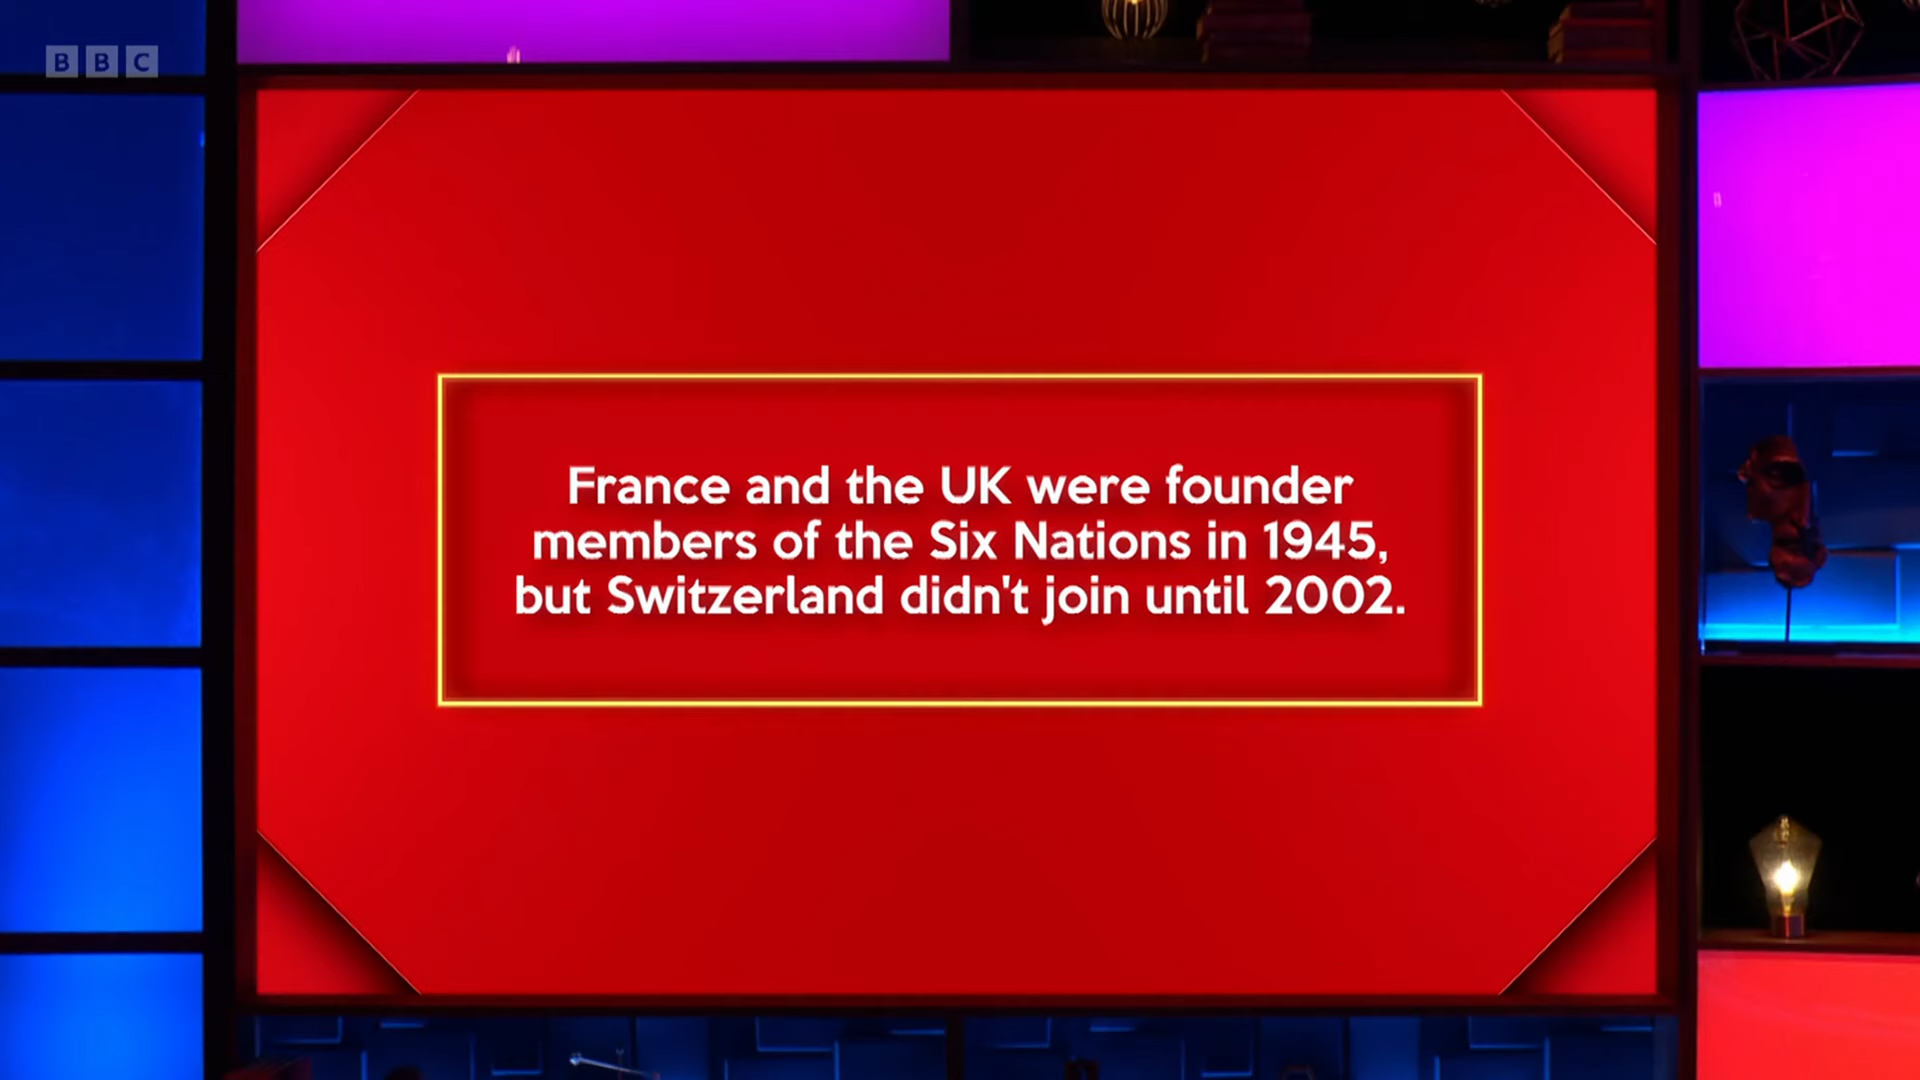 BBC
France and the UK were founder
members of the Six Nations in 1945,
but Switzerland didn't join until 2002.